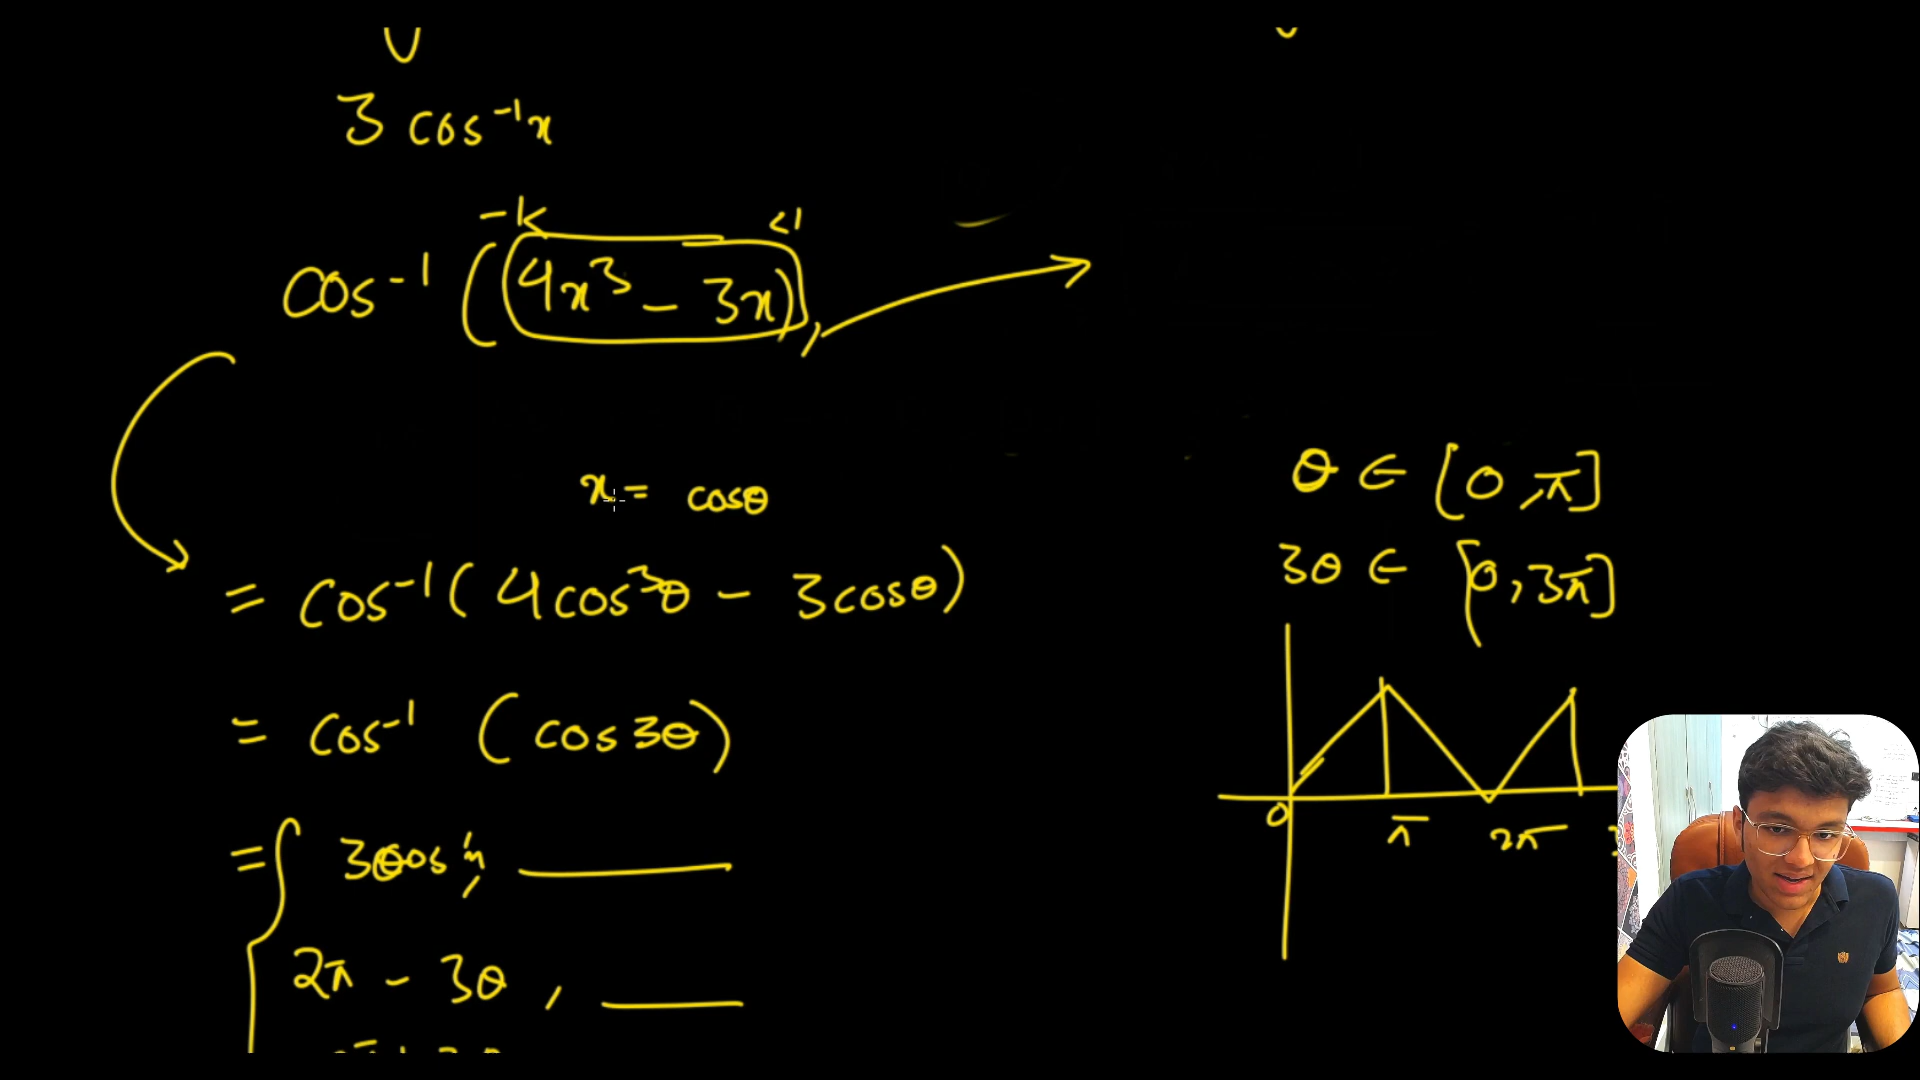 3 cos⁻¹x
-1< <1
cos⁻¹ (4x³ - 3x),
θ ∈ [0, π]
x = cosθ
3θ ∈ [0, 3π]
= cos⁻¹(4cos³θ - 3cosθ)
= cos⁻¹ (cos3θ)
0 π 2π
= { 3
2π - 3θ ,